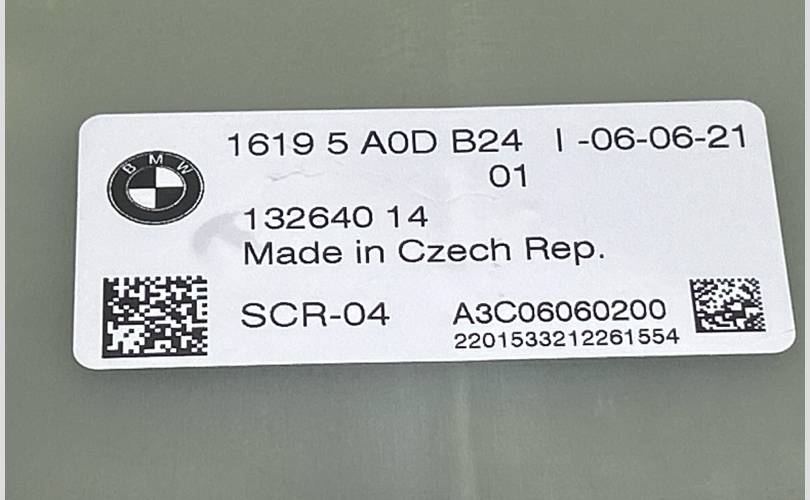 BMW
1619 5 A0D B24 I -06-06-21
01
132640 14
Made in Czech Rep.
SCR-04 A3C06060200
2201533212261554